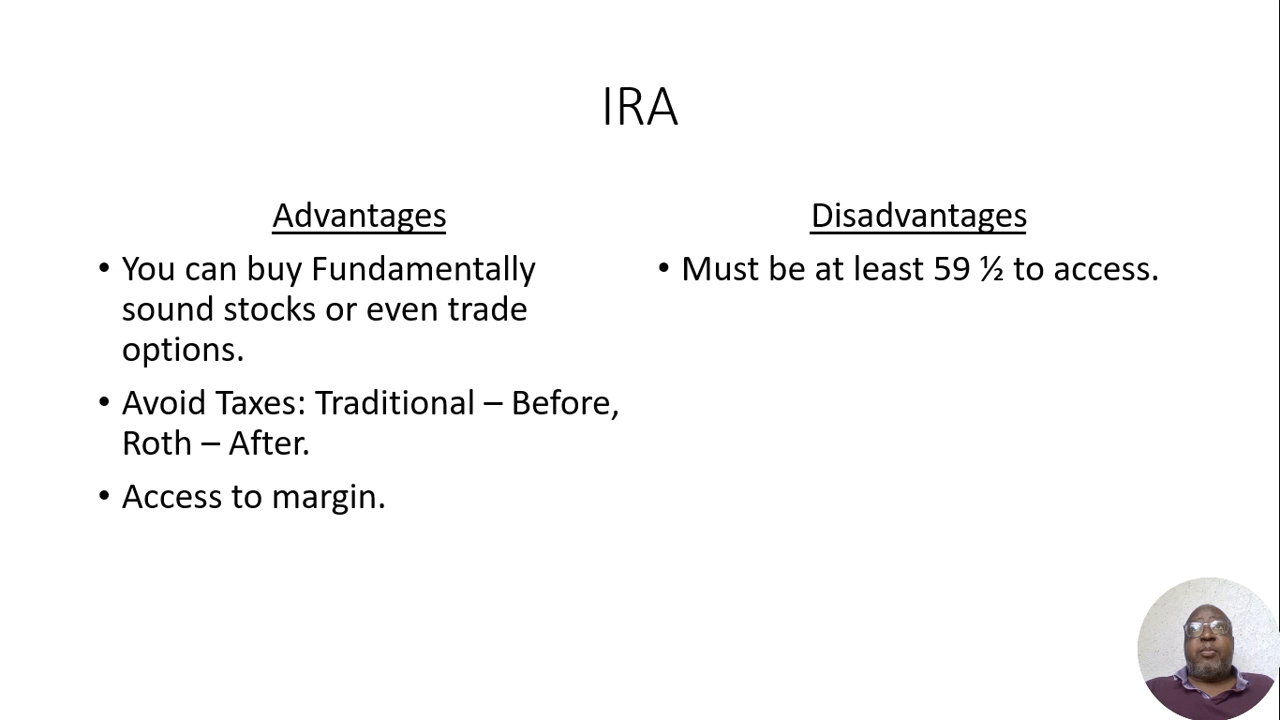 IRA
Advantages
• You can buy Fundamentally
sound stocks or even trade
options.
• Avoid Taxes: Traditional – Before,
Roth – After.
• Access to margin.
Disadvantages
• Must be at least 59 ½ to access.